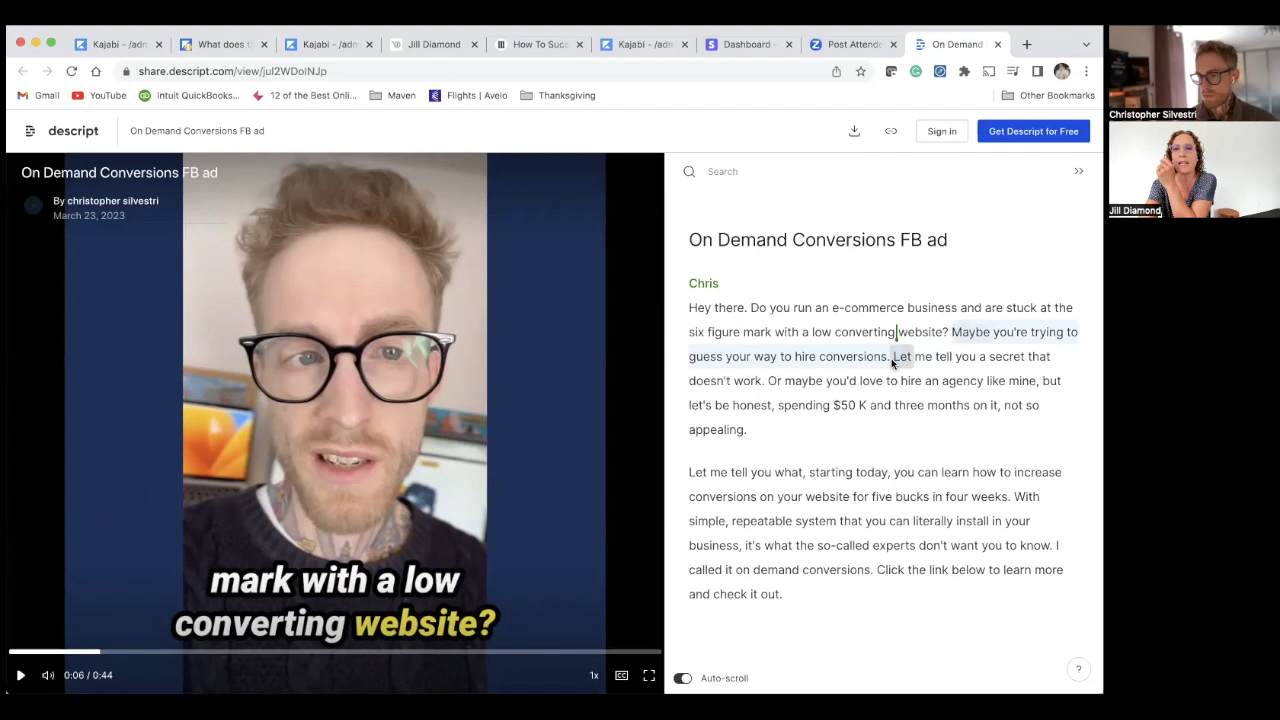 Kajabi - /adm
What does th
Kajabi - /adm
Jill Diamond
How To Succ
Kajabi - /adm
Dashboard -
Post Attende
On Demand
share.descript.com/view/jul2WDolNJp
Gmail
YouTube
Intuit QuickBooks...
12 of the Best Onli...
Maven
Flights | Avelo
Thanksgiving
Other Bookmarks
descript
On Demand Conversions FB ad
Sign in
Get Descript for Free
On Demand Conversions FB ad
By christopher silvestri
March 23, 2023
mark with a low
converting website?
0:06 / 0:44
1x
CC
Search
On Demand Conversions FB ad
Chris
Hey there. Do you run an e-commerce business and are stuck at the
six figure mark with a low converting website? Maybe you're trying to
guess your way to hire conversions. Let me tell you a secret that
doesn't work. Or maybe you'd love to hire an agency like mine, but
let's be honest, spending $50 K and three months on it, not so
appealing.
Let me tell you what, starting today, you can learn how to increase
conversions on your website for five bucks in four weeks. With
simple, repeatable system that you can literally install in your
business, it's what the so-called experts don't want you to know. I
called it on demand conversions. Click the link below to learn more
and check it out.
Auto-scroll
?
Christopher Silvestri
Jill Diamond